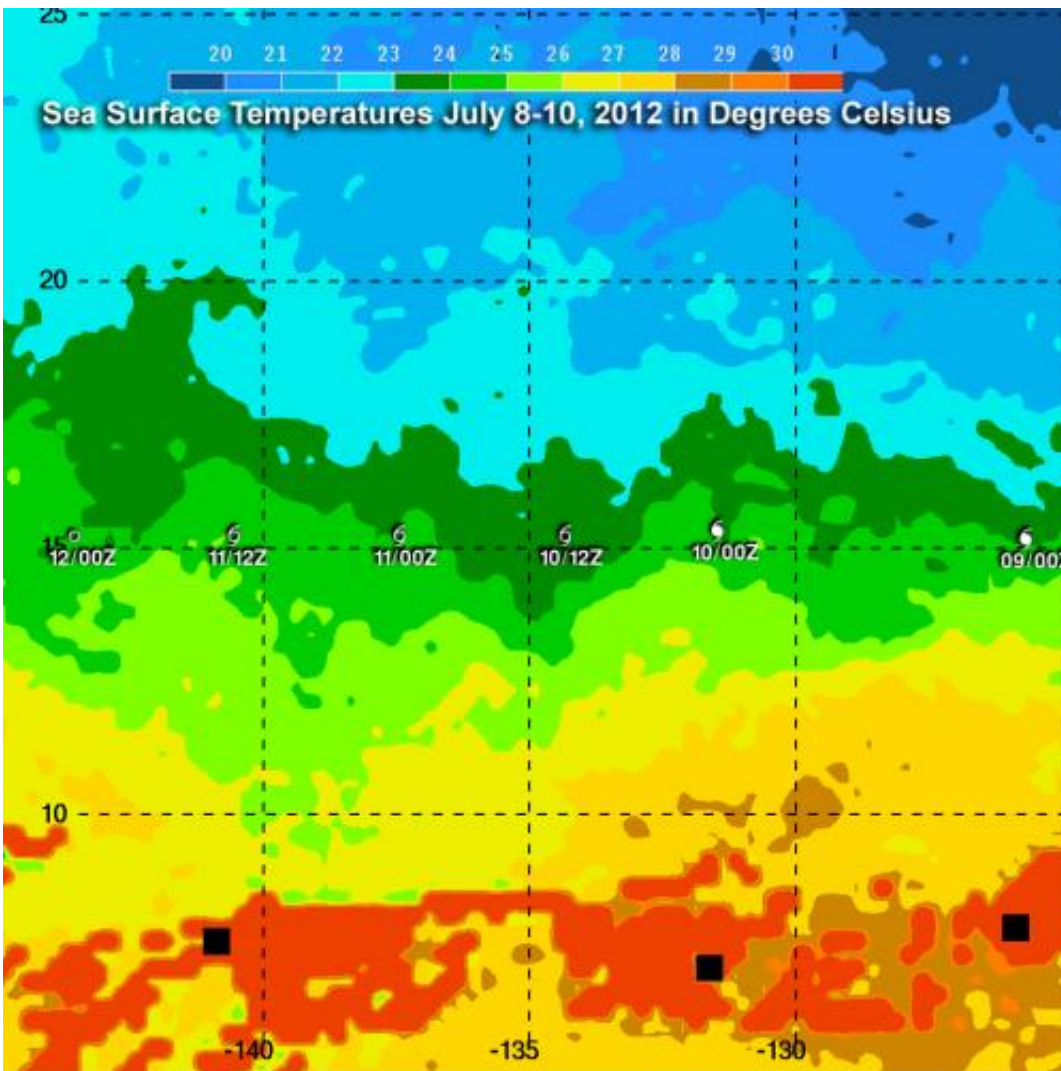 25
20 21 22 23 24 25 26 27 28 29 30
Sea Surface Temperatures July 8-10, 2012 in Degrees Celsius
20
15
12/00Z 11/12Z 11/00Z 10/12Z 10/00Z 09/00Z
10
-140 -135 -130